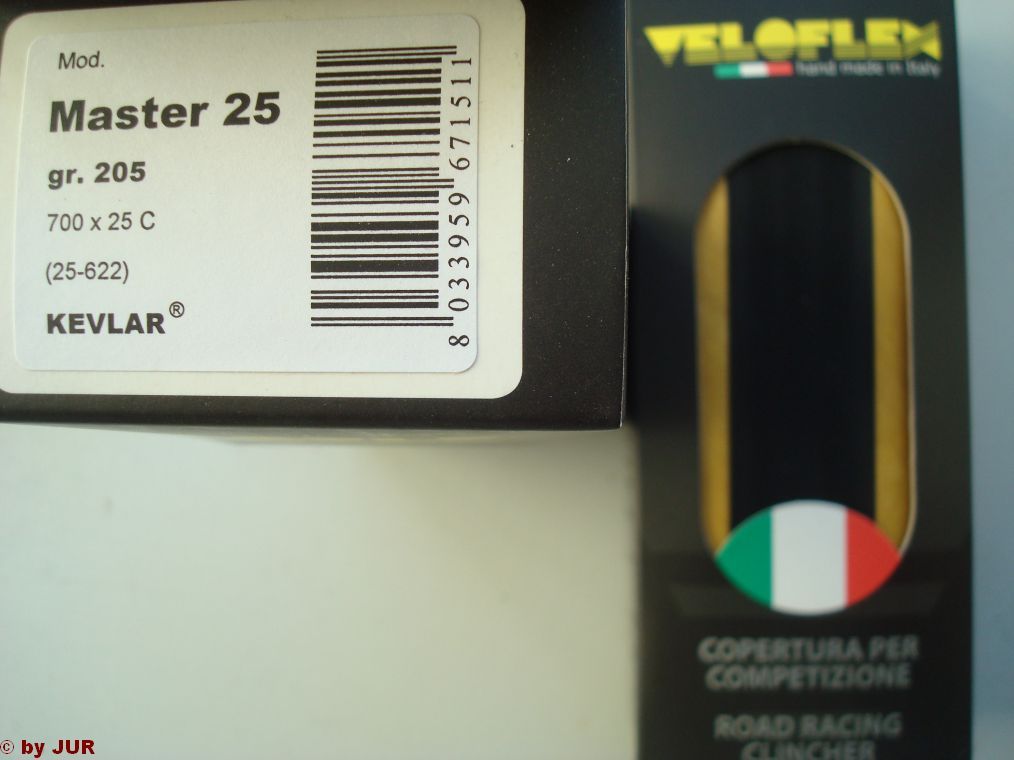 Mod.
Master 25
gr. 205
700 x 25 C
(25-622)
KEVLAR®
8 033959 671511
VELOFLEX
hand made in Italy
COPERTURA PER
COMPETIZIONE
ROAD RACING
CLINCHER
© by JUR